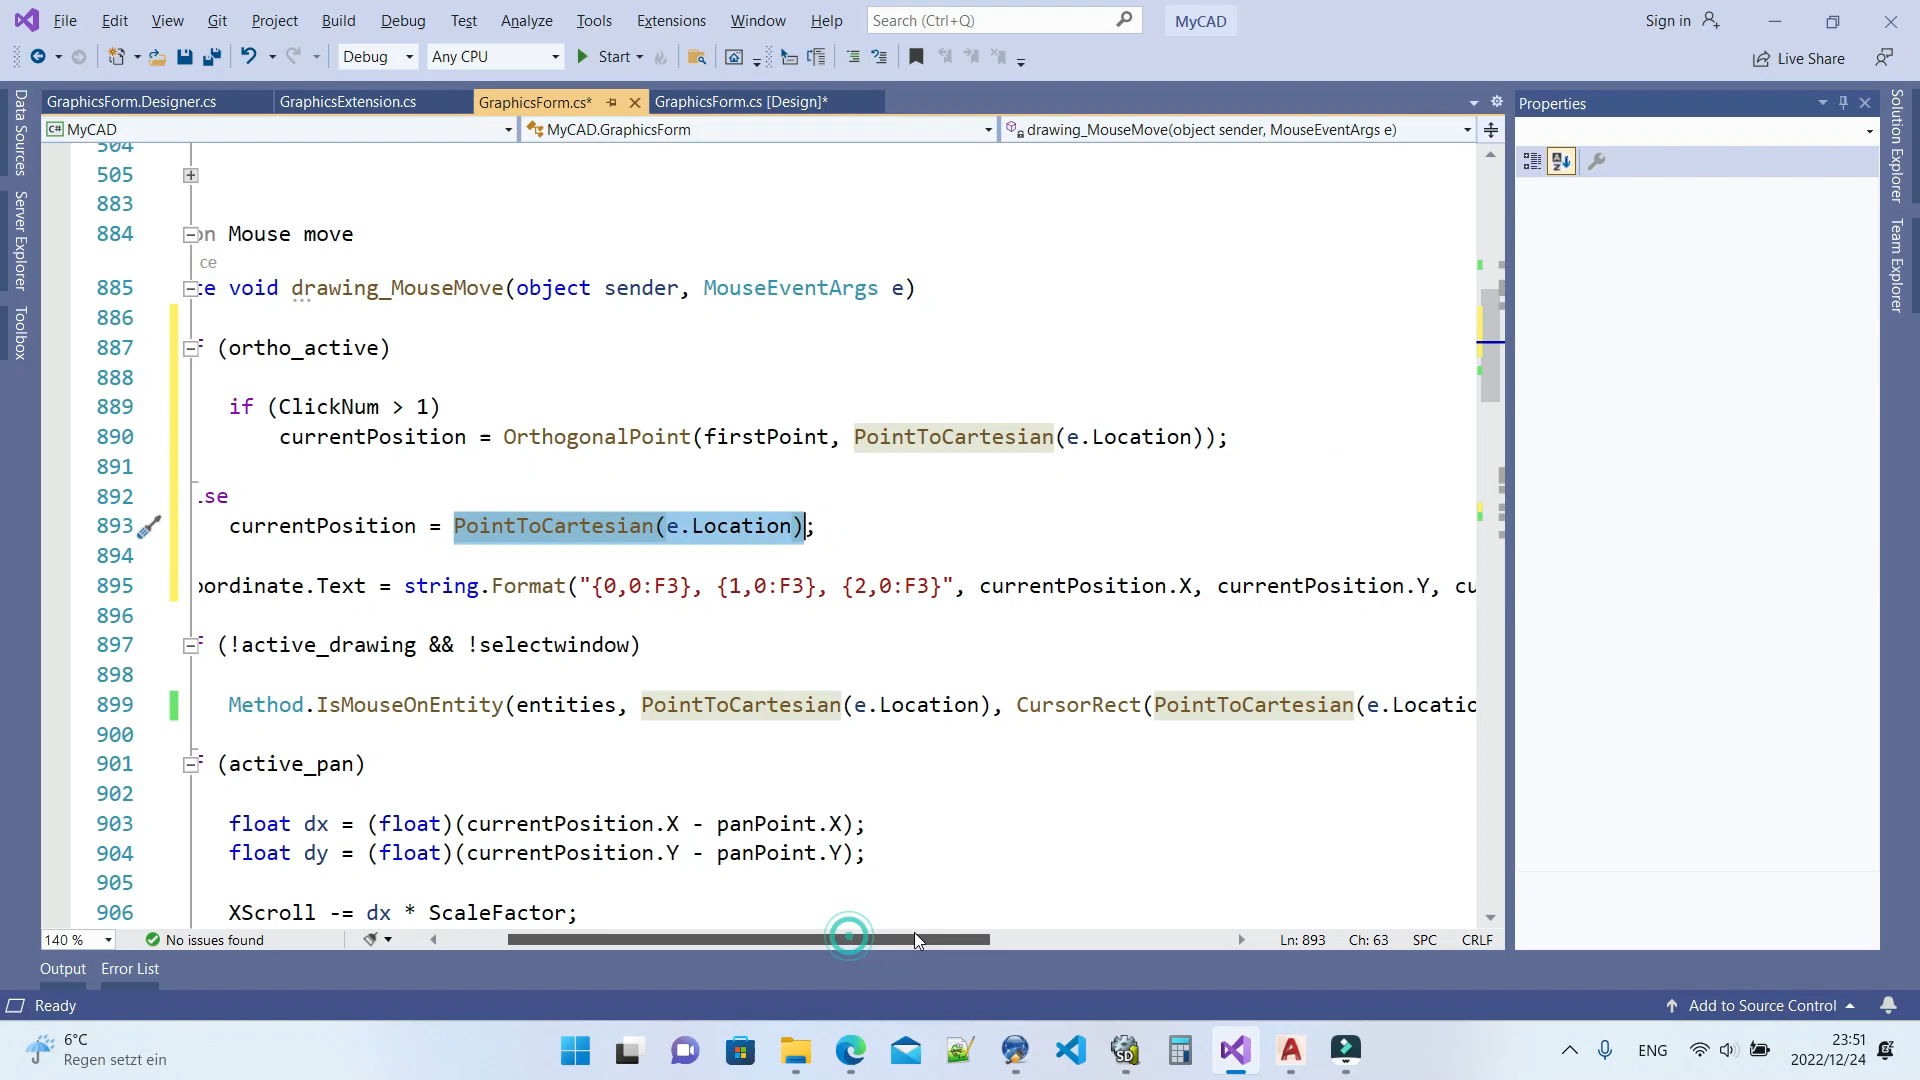 File Edit View Git Project Build Debug Test Analyze Tools Extensions Window Help Search (Ctrl+Q) MyCAD Sign in
Debug Any CPU Start Live Share
GraphicsForm.Designer.cs GraphicsExtension.cs GraphicsForm.cs* GraphicsForm.cs [Design]* Properties
C# MyCAD MyCAD.GraphicsForm drawing_MouseMove(object sender, MouseEventArgs e)
Data Sources
Server Explorer
Toolbox
504
505
883
884 on Mouse move
ce
885 te void drawing_MouseMove(object sender, MouseEventArgs e)
886
887 f (ortho_active)
888
889 if (ClickNum > 1)
890 currentPosition = OrthogonalPoint(firstPoint, PointToCartesian(e.Location));
891
892 lse
893 currentPosition = PointToCartesian(e.Location);
894
895 oordinate.Text = string.Format("{0,0:F3}, {1,0:F3}, {2,0:F3}", currentPosition.X, currentPosition.Y, cu
896
897 f (!active_drawing && !selectwindow)
898
899 Method.IsMouseOnEntity(entities, PointToCartesian(e.Location), CursorRect(PointToCartesian(e.Locatio
900
901 f (active_pan)
902
903 float dx = (float)(currentPosition.X - panPoint.X);
904 float dy = (float)(currentPosition.Y - panPoint.Y);
905
906 XScroll -= dx * ScaleFactor;
Solution Explorer
Team Explorer
140 % No issues found Ln: 893 Ch: 63 SPC CRLF
Output Error List
Ready Add to Source Control
6°C
Regen setzt ein
SD
A
ENG
23:51
2022/12/24